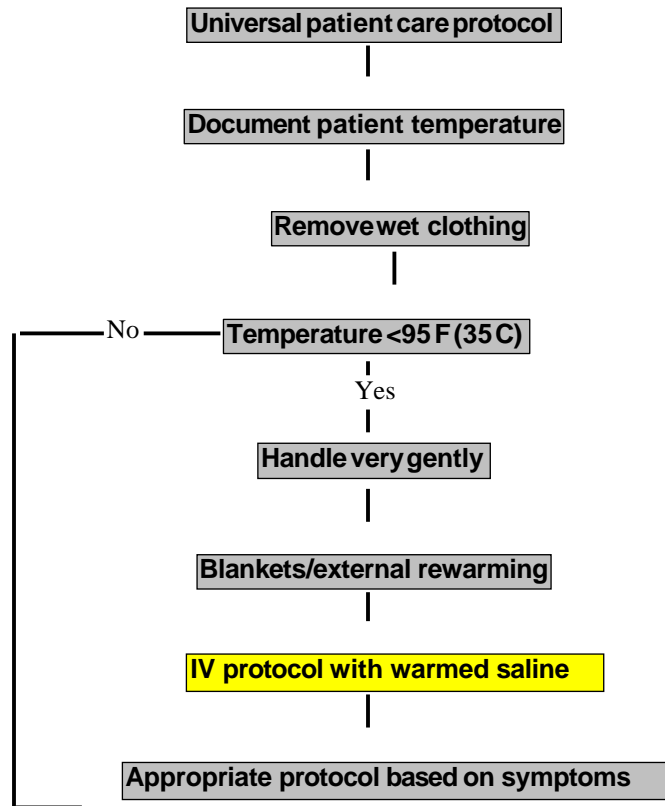 Universal patient care protocol
Document patient temperature
Remove wet clothing
No
Temperature <95 F (35 C)
Yes
Handle very gently
Blankets/external rewarming
IV protocol with warmed saline
Appropriate protocol based on symptoms